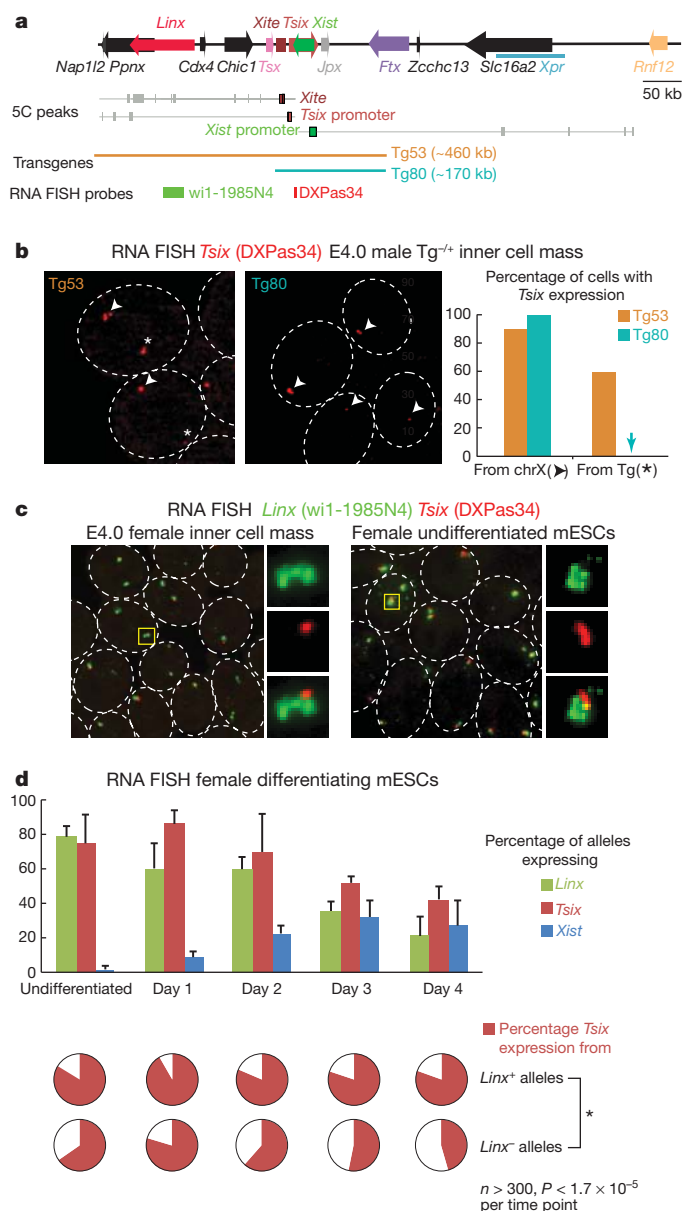 a
Xite Tsix Xist
Linx
Nap1l2 Ppnx Cdx4 Chic1 Tsx Jpx Ftx Zcchc13 Slc16a2 Xpr Rnf12
50 kb
5C peaks
Xite
Tsix promoter
Xist promoter
Transgenes
Tg53 (~460 kb)
Tg80 (~170 kb)
RNA FISH probes wi1-1985N4 DXPas34
b RNA FISH Tsix (DXPas34) E4.0 male Tg–/+ inner cell mass
Tg53
*
*
Tg80
Percentage of cells with
Tsix expression
100
80
60
40
20
0
Tg53
Tg80
From chrX(➤) From Tg(*)
c RNA FISH Linx (wi1-1985N4) Tsix (DXPas34)
E4.0 female inner cell mass Female undifferentiated mESCs
d RNA FISH female differentiating mESCs
100
80
60
40
20
0
Undifferentiated Day 1 Day 2 Day 3 Day 4
Percentage of alleles
expressing
Linx
Tsix
Xist
Percentage Tsix
expression from
Linx+ alleles
*
Linx– alleles
n > 300, P < 1.7 × 10–5
per time point